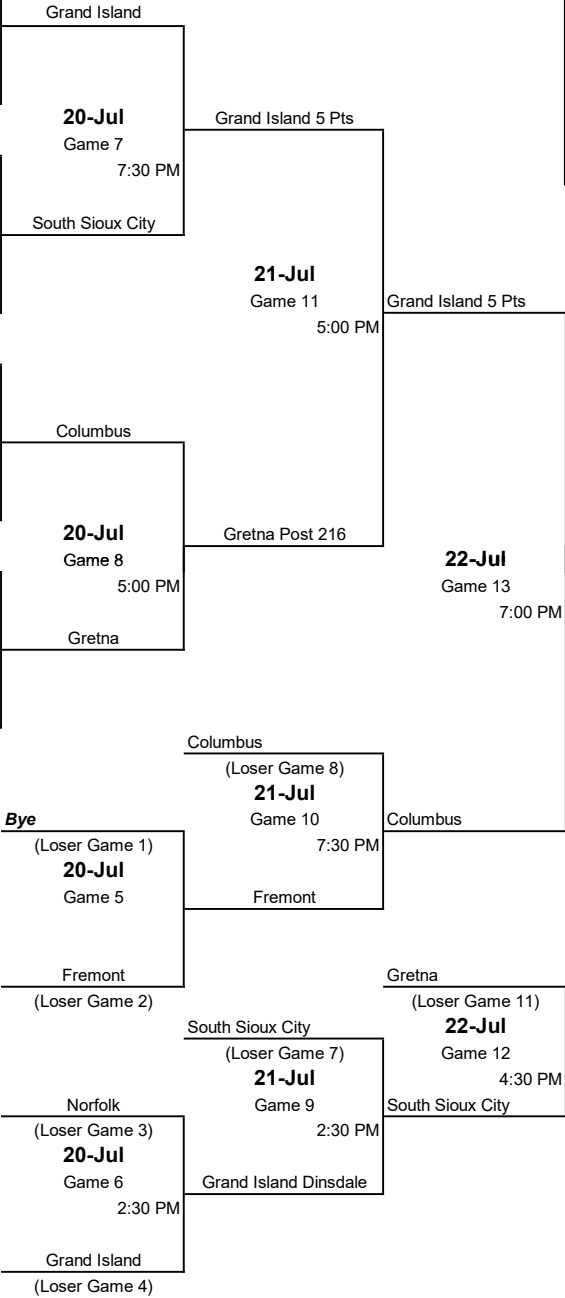 Grand Island
20-Jul
Game 7
7:30 PM
Grand Island 5 Pts
South Sioux City
21-Jul
Game 11
5:00 PM
Grand Island 5 Pts
Columbus
20-Jul
Game 8
5:00 PM
Gretna Post 216
Gretna
22-Jul
Game 13
7:00 PM
Columbus
(Loser Game 8)
21-Jul
Game 10
7:30 PM
Columbus
Bye
(Loser Game 1)
20-Jul
Game 5
Fremont
Fremont
(Loser Game 2)
Gretna
(Loser Game 11)
22-Jul
Game 12
4:30 PM
South Sioux City
South Sioux City
(Loser Game 7)
21-Jul
Game 9
2:30 PM
Norfolk
(Loser Game 3)
20-Jul
Game 6
2:30 PM
Grand Island Dinsdale
Grand Island
(Loser Game 4)